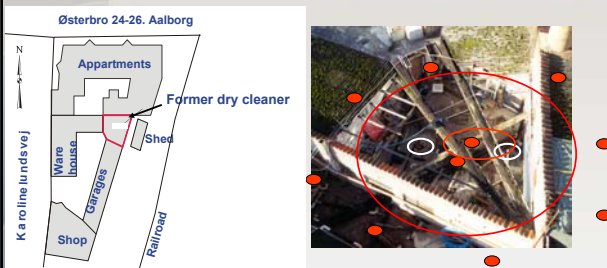 Østerbro 24-26. Aalborg
N
Appartments
Former dry cleaner
Shed
Ware
house
Karolinelundsvej
Garages
Railroad
Shop